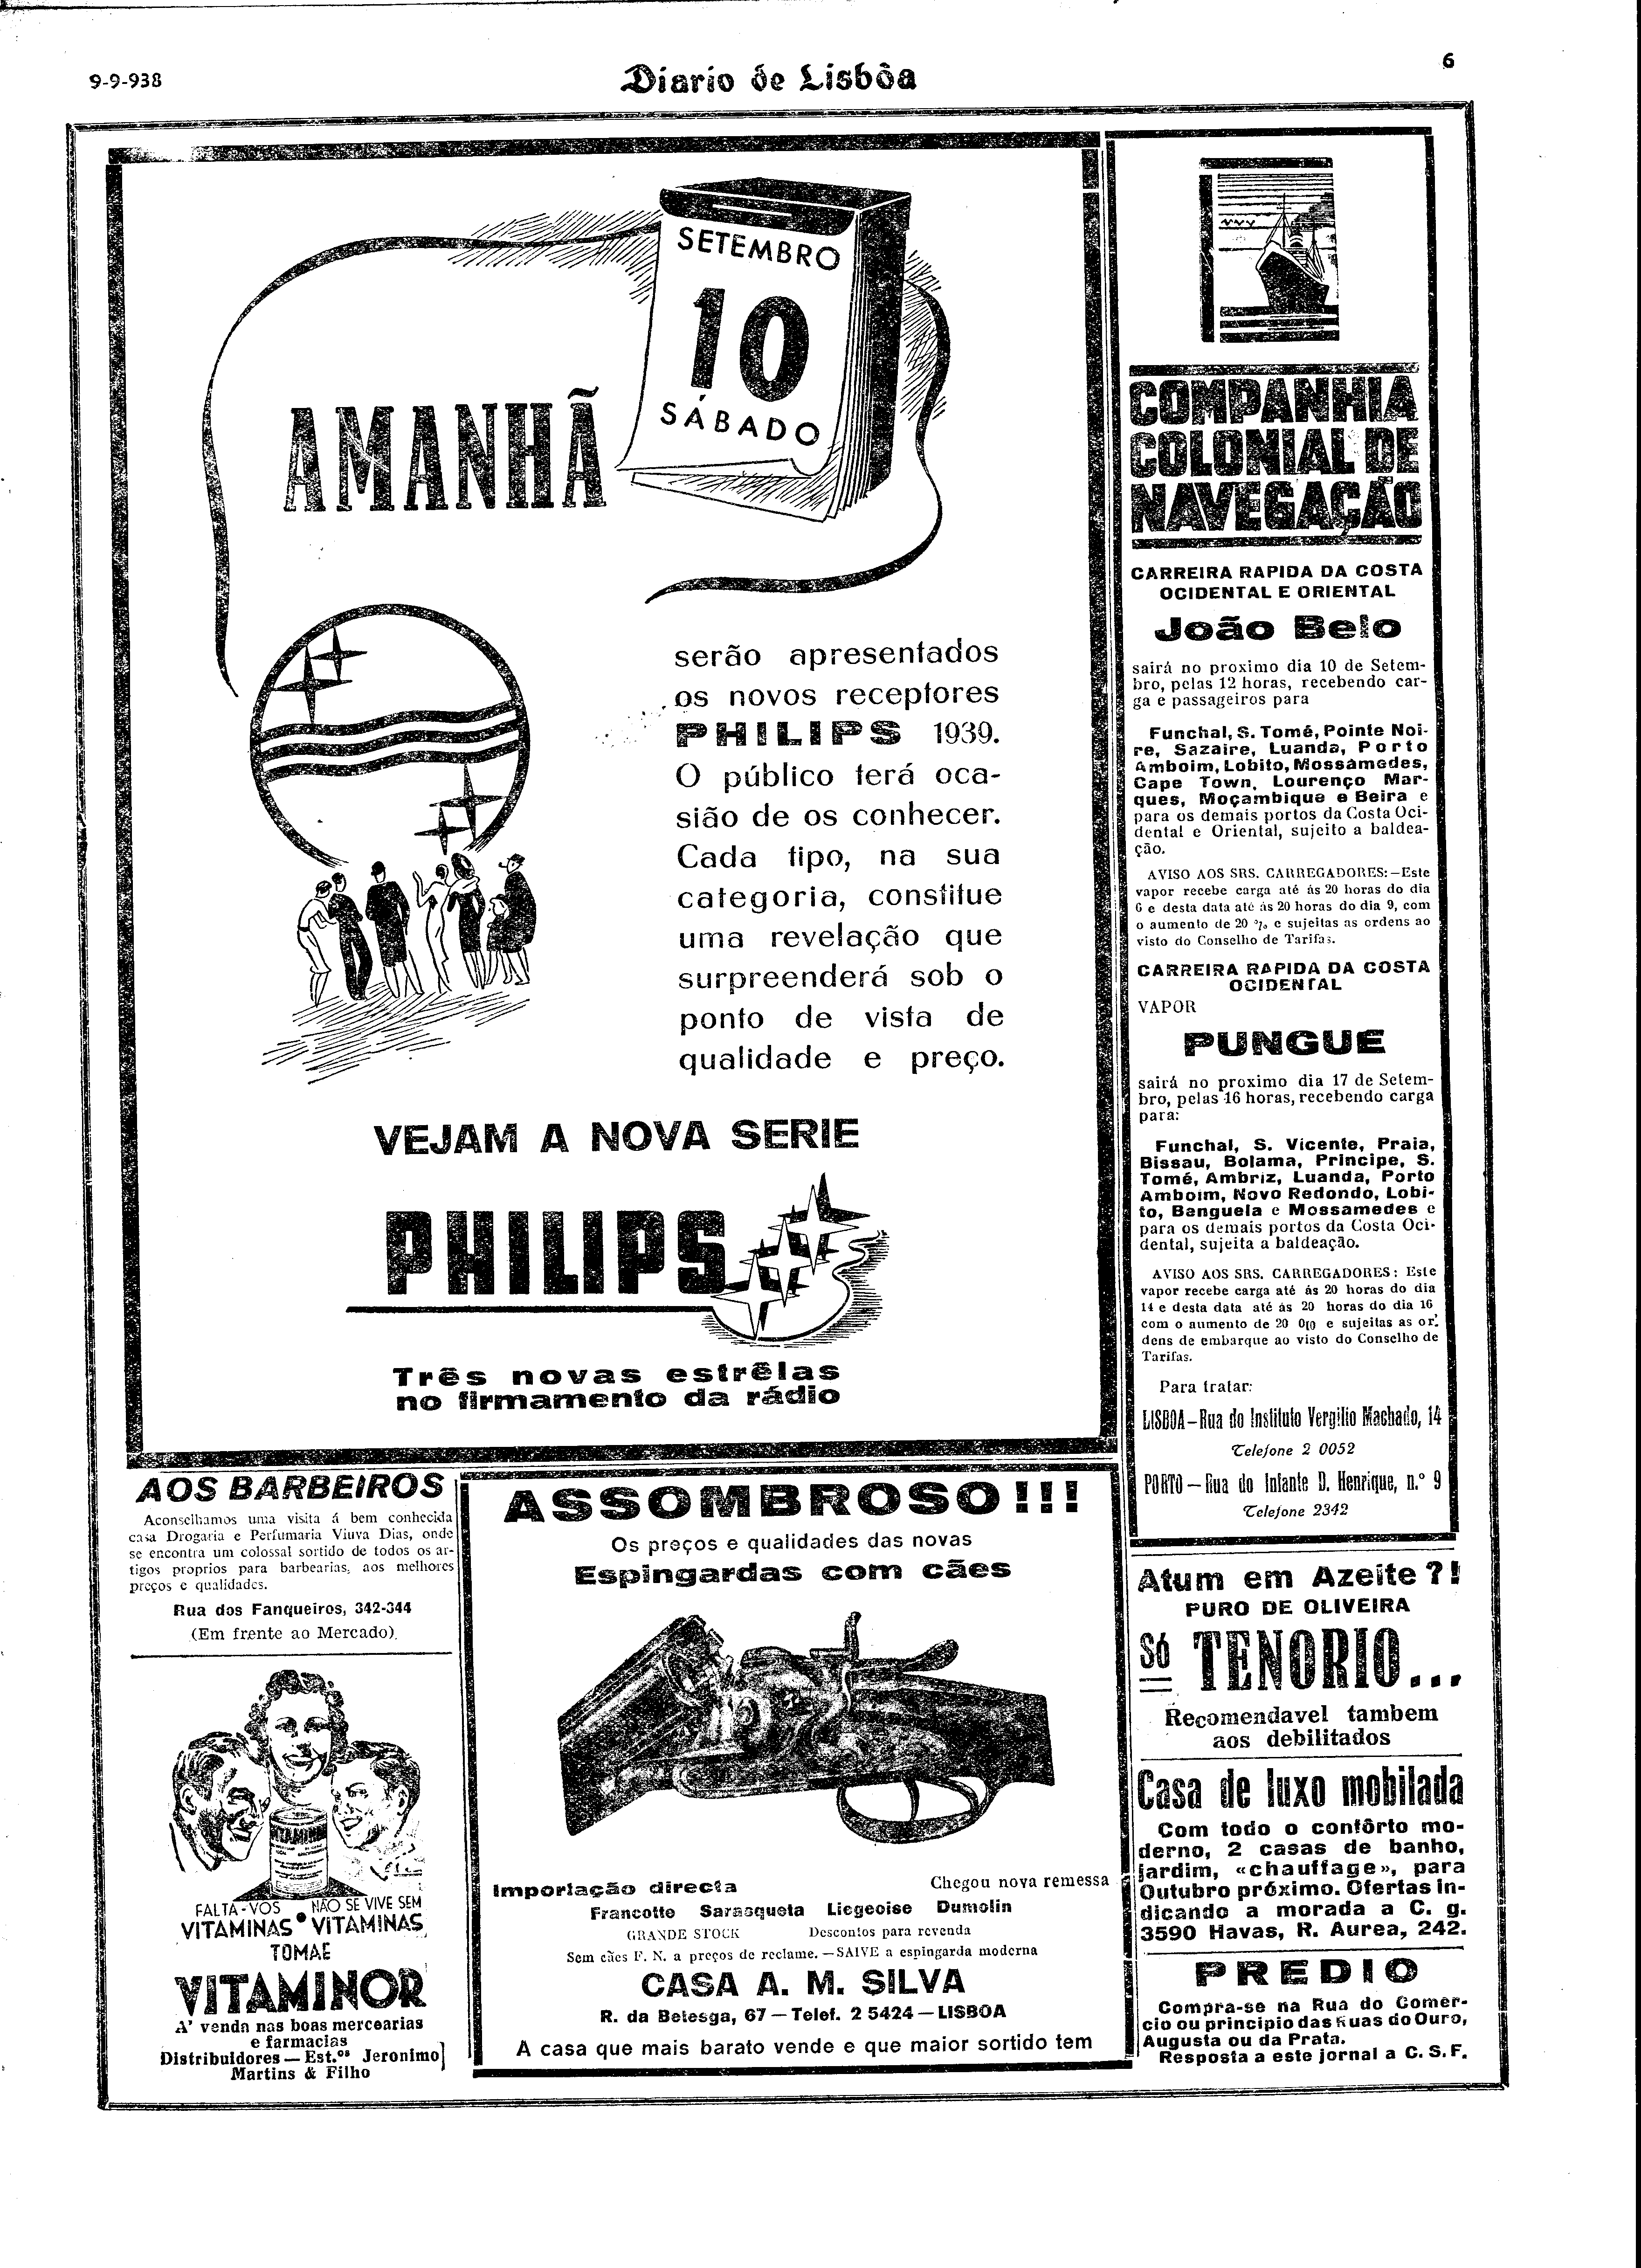 9-9-938
Diario de Lisbôa
6
SETEMBRO
10
SÁBADO
AMANHÃ
serão apresentados
os novos receptores
PHILIPS 1939.
O público terá oca-
sião de os conhecer.
Cada tipo, na sua
categoria, constitue
uma revelação que
surpreenderá sob o
ponto de vista de
qualidade e preço.
VEJAM A NOVA SERIE
PHILIPS
Três novas estrêlas
no firmamento da rádio
COMPANHIA
COLONIAL DE
NAVEGAÇÃO
CARREIRA RAPIDA DA COSTA
OCIDENTAL E ORIENTAL
João Belo
sairá no proximo dia 10 de Setem-
bro, pelas 12 horas, recebendo car-
ga e passageiros para
Funchal, S. Tomé, Pointe Noi-
re, Sazaire, Luanda, Porto
Amboim, Lobito, Mossamedes,
Cape Town, Lourenço Mar-
ques, Moçambique e Beira e
para os demais portos da Costa Oci-
dental e Oriental, sujeito a baldea-
ção.
AVISO AOS SRS. CARREGADORES:—Este
vapor recebe carga até ás 20 horas do dia
6 e desta data até ás 20 horas do dia 9, com
o aumento de 20 % e sujeitas as ordens ao
visto do Conselho de Tarifas.
CARREIRA RAPIDA DA COSTA
OCIDENTAL
VAPOR
PUNGUE
sairá no proximo dia 17 de Setem-
bro, pelas 16 horas, recebendo carga
para:
Funchal, S. Vicente, Praia,
Bissau, Bolama, Principe, S.
Tomé, Ambriz, Luanda, Porto
Amboim, Novo Redondo, Lobi-
to, Banguela e Mossamedes e
para os demais portos da Costa Oci-
dental, sujeita a baldeação.
AVISO AOS SRS. CARREGADORES: Este
vapor recebe carga até ás 20 horas do dia
14 e desta data até ás 20 horas do dia 16,
com o aumento de 20 0|0 e sujeitas as or-
dens de embarque ao visto do Conselho de
Tarifas.
Para tratar:
LISBOA—Rua do Instituto Vergilio Machado, 14
Telefone 2 0052
PORTO—Rua do Infante D. Henrique, n.º 9
Telefone 2342
AOS BARBEIROS
Aconselhamos uma visita á bem conhecida
casa Drogaria e Perfumaria Viuva Dias, onde
se encontra um colossal sortido de todos os ar-
tigos proprios para barbearias, aos melhores
preços e qualidades.
Rua dos Fanqueiros, 342-344
(Em frente ao Mercado).
VITAMINOR
FALTA-VOS NÃO SE VIVE SEM
VITAMINAS • VITAMINAS
TOMAE
VITAMINOR
A' venda nas boas mercearias
e farmacias
Distribuidores — Est.os Jeronimo
Martins & Filho
ASSOMBROSO!!!
Os preços e qualidades das novas
Espingardas com cães
Importação directa Chegou nova remessa
Francotte Sarasqueta Liegeoise Dumolin
GRANDE STOCK Descontos para revenda
Sem cães F. N. a preços de reclame.—SAIVE a espingarda moderna
CASA A. M. SILVA
R. da Betesga, 67 — Telef. 2 5424 — LISBOA
A casa que mais barato vende e que maior sortido tem
Atum em Azeite?!
PURO DE OLIVEIRA
Só TENORIO...
Recomendavel tambem
aos debilitados
Casa de luxo mobilada
Com todo o confôrto mo-
derno, 2 casas de banho,
jardim, «chauffage», para
Outubro próximo. Ofertas in-
dicando a morada a C. g.
3590 Havas, R. Aurea, 242.
PREDIO
Compra-se na Rua do Comer-
cio ou principio das Ruas do Ouro,
Augusta ou da Prata.
Resposta a este jornal a C. S. F.